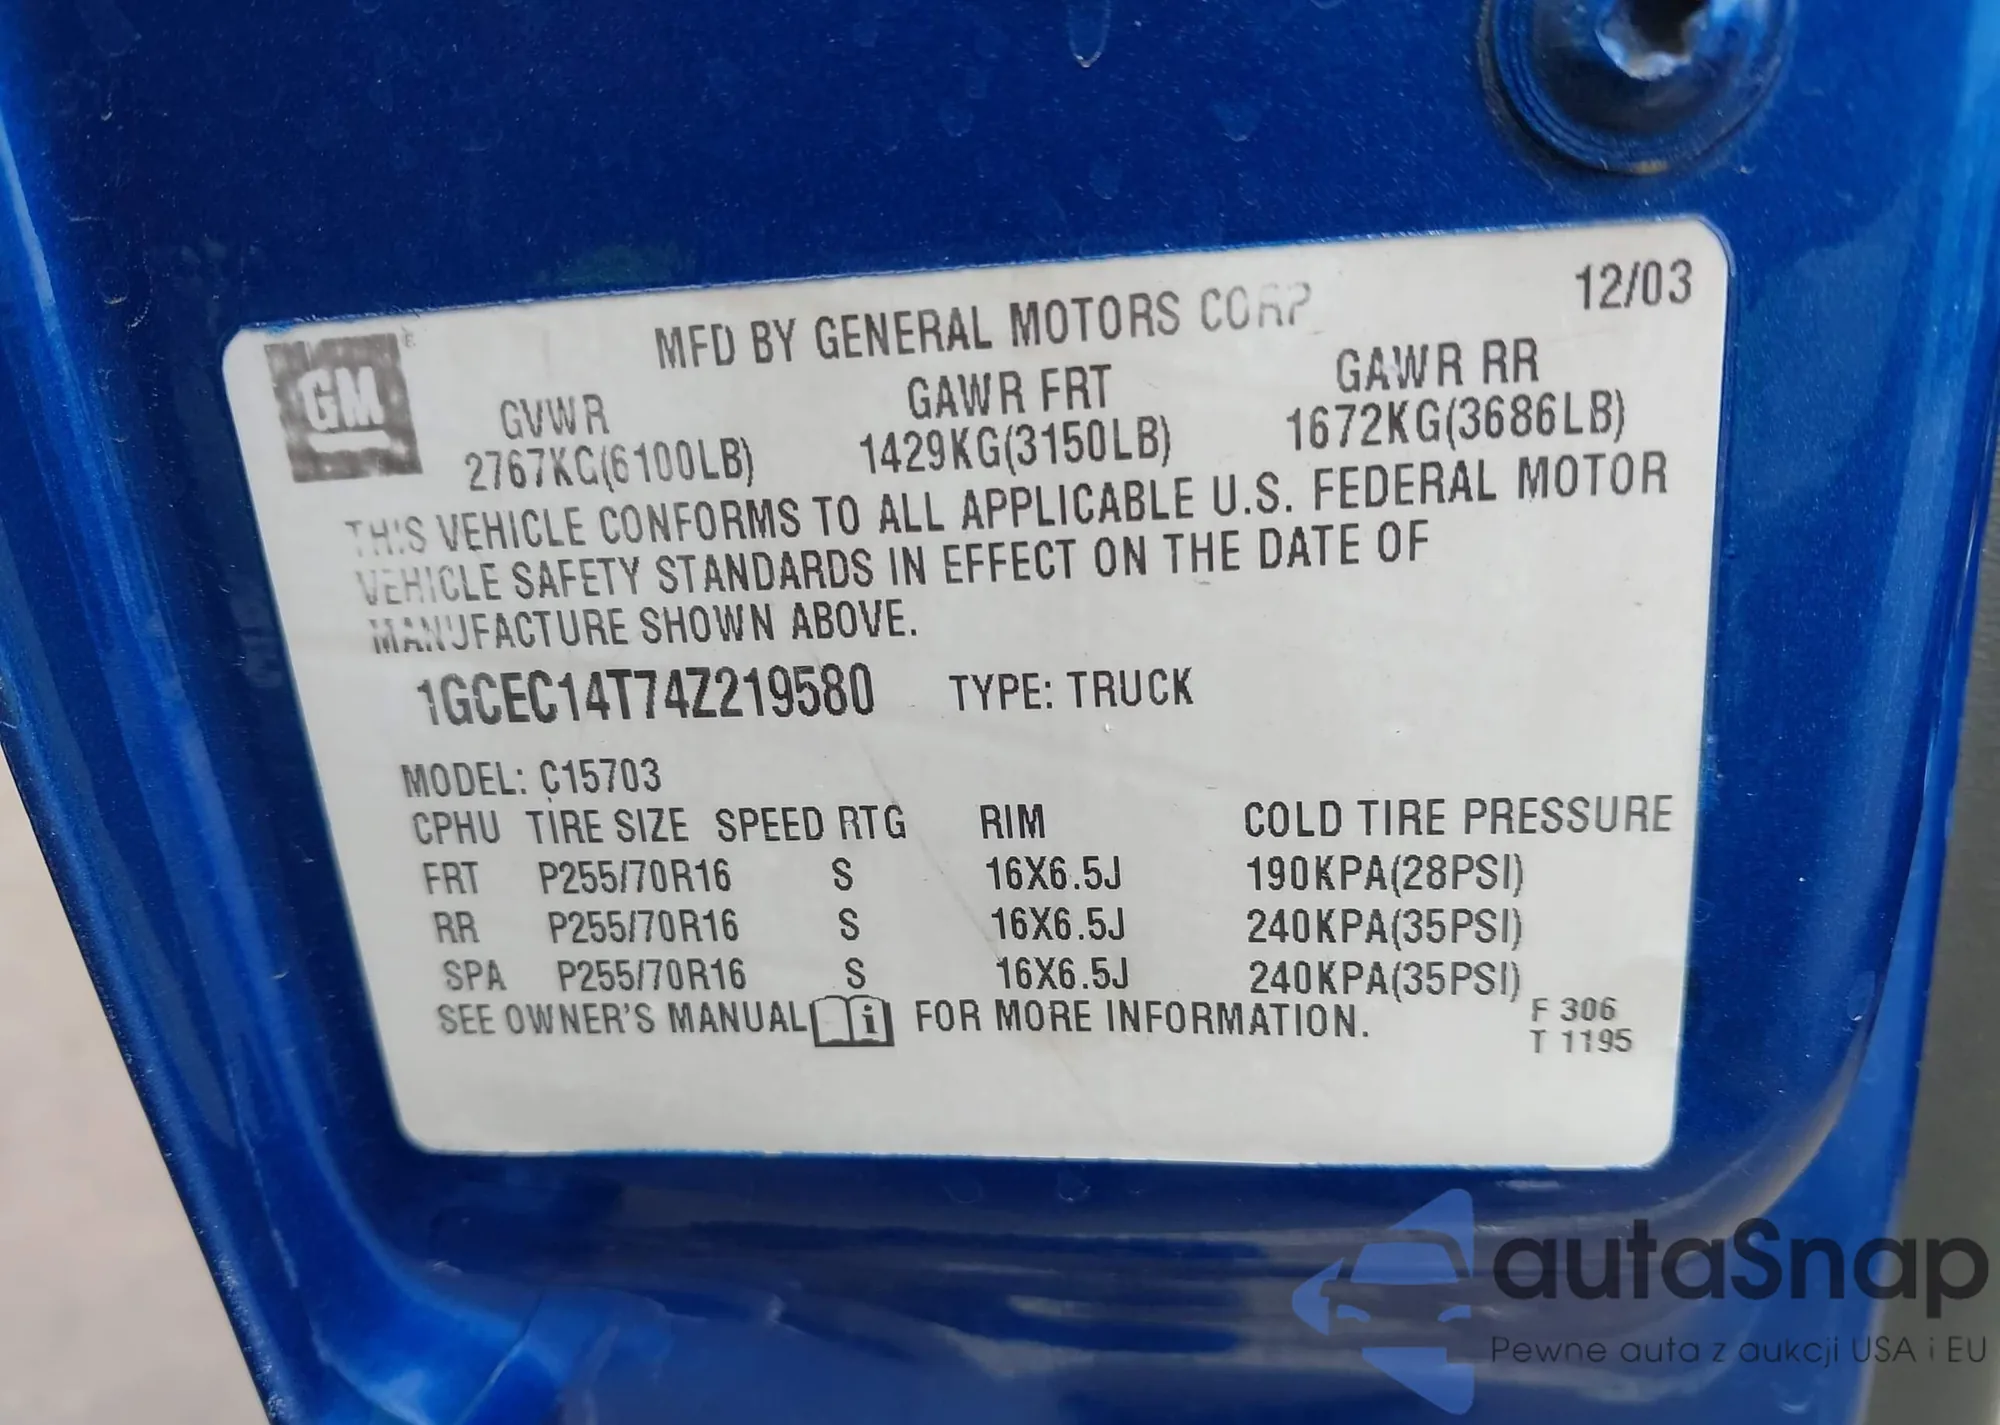 12/03
MFD BY GENERAL MOTORS CORP
GM
GVWR GAWR FRT GAWR RR
2767KG(6100LB) 1429KG(3150LB) 1672KG(3686LB)
THIS VEHICLE CONFORMS TO ALL APPLICABLE U.S. FEDERAL MOTOR
VEHICLE SAFETY STANDARDS IN EFFECT ON THE DATE OF
MANUFACTURE SHOWN ABOVE.
1GCEC14T74Z219580 TYPE: TRUCK
MODEL: C15703
CPHU TIRE SIZE SPEED RTG RIM COLD TIRE PRESSURE
FRT P255/70R16 S 16X6.5J 190KPA(28PSI)
RR P255/70R16 S 16X6.5J 240KPA(35PSI)
SPA P255/70R16 S 16X6.5J 240KPA(35PSI)
SEE OWNER'S MANUAL i FOR MORE INFORMATION.
F 306
T 1195
autaSnap
Pewne auta z aukcji USA i EU